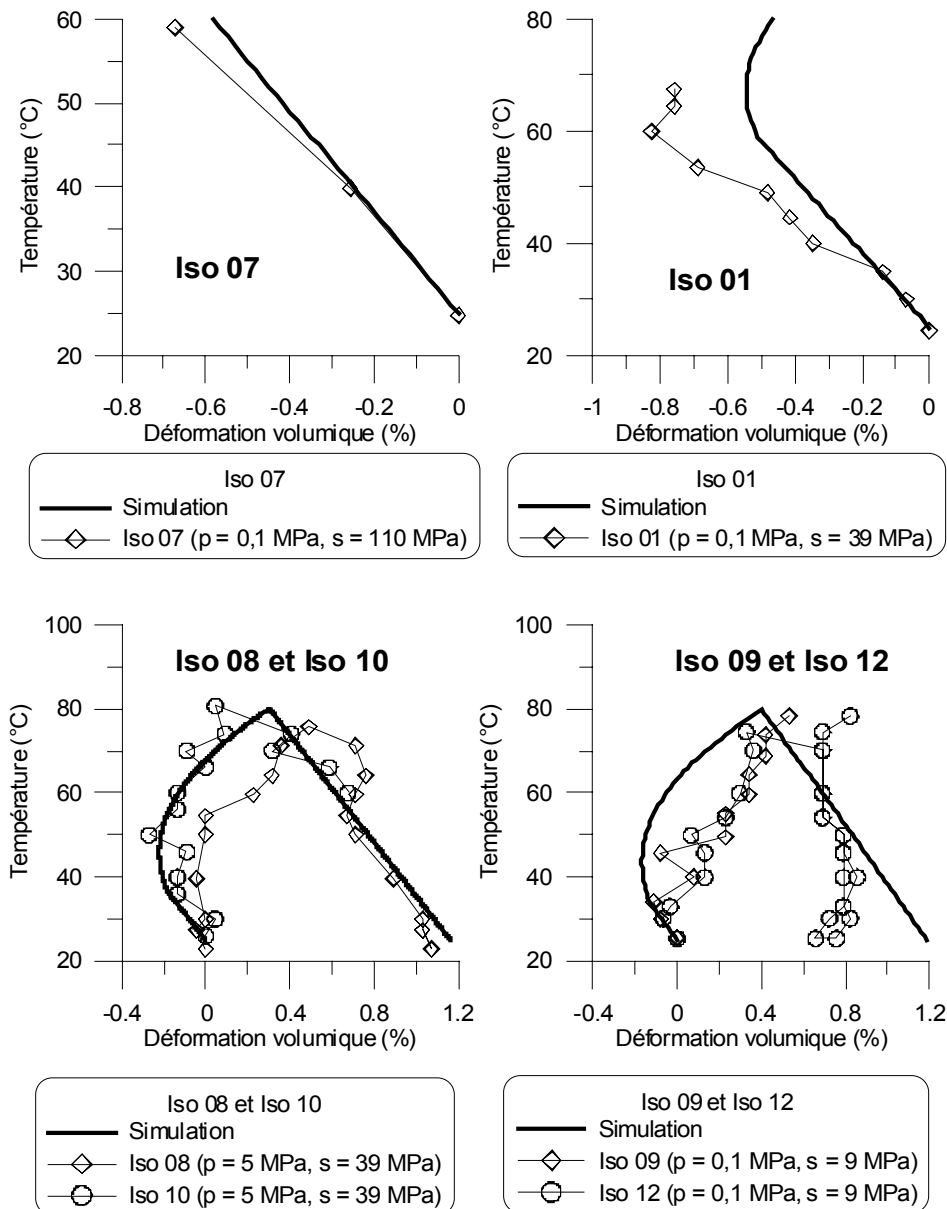 60
50
40
30
20
Température (°C)
Iso 07
-0.8 -0.6 -0.4 -0.2 0
Déformation volumique (%)
Iso 07
Simulation
Iso 07 (p = 0,1 MPa, s = 110 MPa)
80
60
40
20
Température (°C)
Iso 01
-1 -0.8 -0.6 -0.4 -0.2 0
Déformation volumique (%)
Iso 01
Simulation
Iso 01 (p = 0,1 MPa, s = 39 MPa)
100
80
60
40
20
Température (°C)
Iso 08 et Iso 10
-0.4 0 0.4 0.8 1.2
Déformation volumique (%)
Iso 08 et Iso 10
Simulation
Iso 08 (p = 5 MPa, s = 39 MPa)
Iso 10 (p = 5 MPa, s = 39 MPa)
100
80
60
40
20
Température (°C)
Iso 09 et Iso 12
-0.4 0 0.4 0.8 1.2
Déformation volumique (%)
Iso 09 et Iso 12
Simulation
Iso 09 (p = 0,1 MPa, s = 9 MPa)
Iso 12 (p = 0,1 MPa, s = 9 MPa)